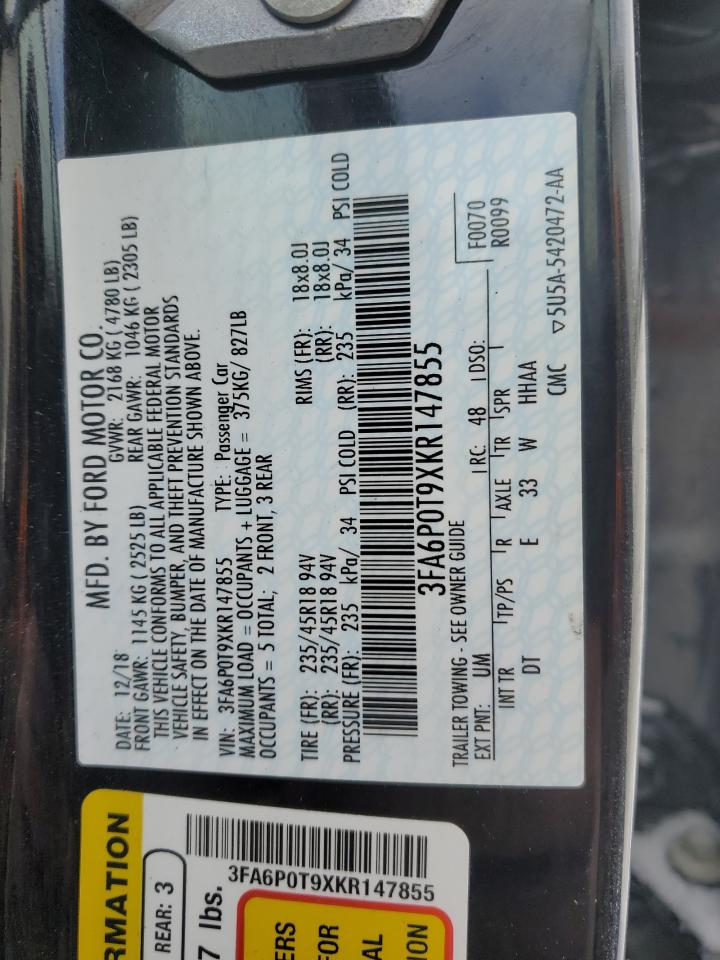 MFD. BY FORD MOTOR CO.
DATE: 12/18 GVWR: 2168 KG ( 4780 LB)
FRONT GAWR: 1145 KG ( 2525 LB) REAR GAWR: 1046 KG ( 2305 LB)
THIS VEHICLE CONFORMS TO ALL APPLICABLE FEDERAL MOTOR
VEHICLE SAFETY, BUMPER, AND THEFT PREVENTION STANDARDS
IN EFFECT ON THE DATE OF MANUFACTURE SHOWN ABOVE.
VIN: 3FA6P0T9XKR147855 TYPE: Passenger Car
MAXIMUM LOAD = OCCUPANTS + LUGGAGE = 375KG/ 827LB
OCCUPANTS = 5 TOTAL; 2 FRONT, 3 REAR
TIRE (FR): 235/45R18 94V RIMS (FR): 18x8.0J
(RR): 235/45R18 94V (RR): 18x8.0J
PRESSURE (FR): 235 kPa/ 34 PSI COLD (RR): 235 kPa/ 34 PSI COLD
3FA6P0T9XKR147855
TRAILER TOWING - SEE OWNER GUIDE F0070
EXT PNT: UM RC: 48 DSO: R0099
INT TR TP/PS R AXLE TR SPR
DT E 33 W HHAA
CMC ▽5U5A-5420472-AA
RMATION
REAR: 3
7 lbs.
3FA6P0T9XKR147855
ERS
FOR
AL
ION